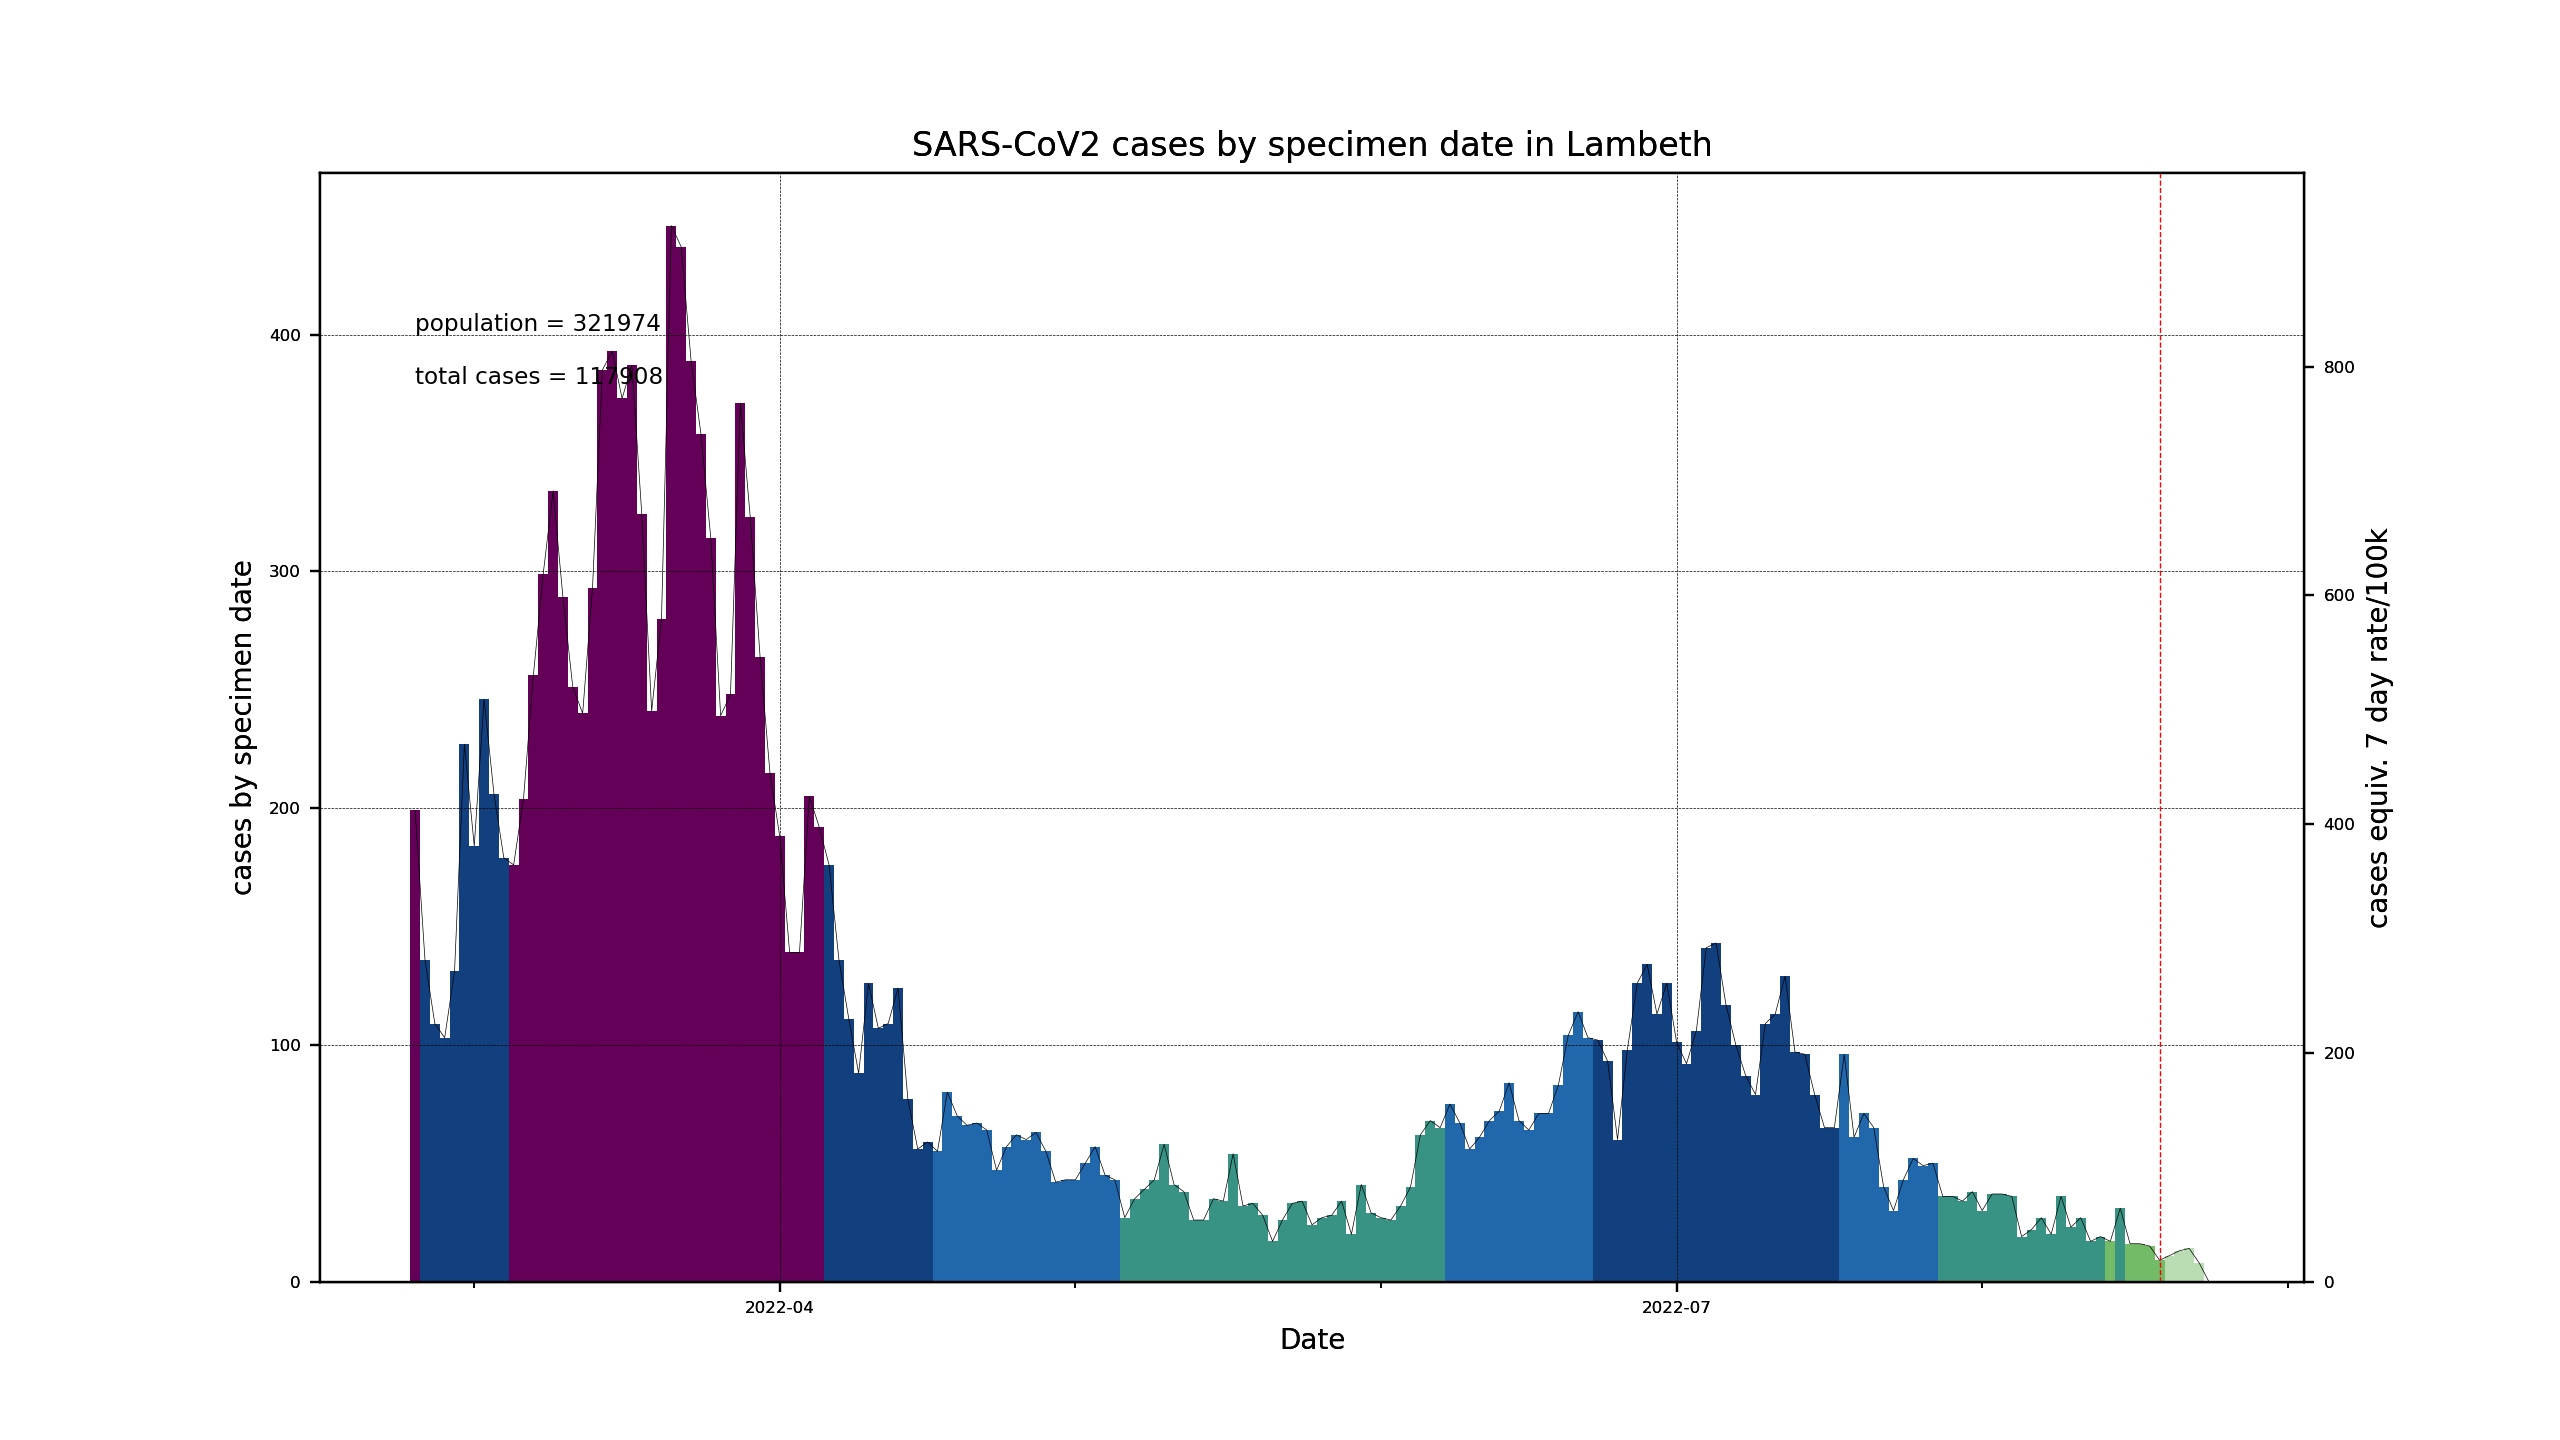 SARS-CoV2 cases by specimen date in Lambeth
population = 321974
total cases = 117908
cases by specimen date
400
300
200
100
0
800
600
400
200
0
cases equiv. 7 day rate/100k
2022-04
2022-07
Date